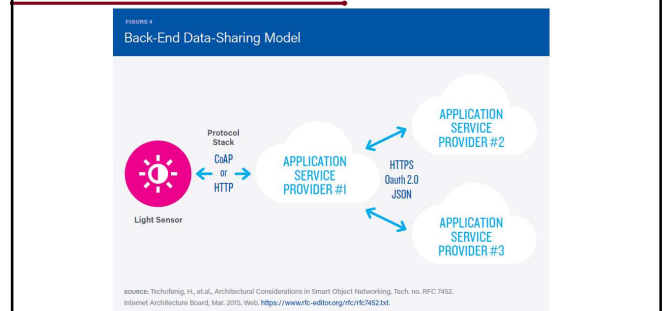 FIGURE 4
Back-End Data-Sharing Model
Protocol
Stack
CoAP
or
HTTP
Light Sensor
APPLICATION
SERVICE
PROVIDER #1
HTTPS
Oauth 2.0
JSON
APPLICATION
SERVICE
PROVIDER #2
APPLICATION
SERVICE
PROVIDER #3
SOURCE: Tschofenig, H., et.al., Architectural Considerations in Smart Object Networking. Tech. no. RFC 7452.
Internet Architecture Board, Mar. 2015. Web. https://www.rfc-editor.org/rfc/rfc7452.txt.